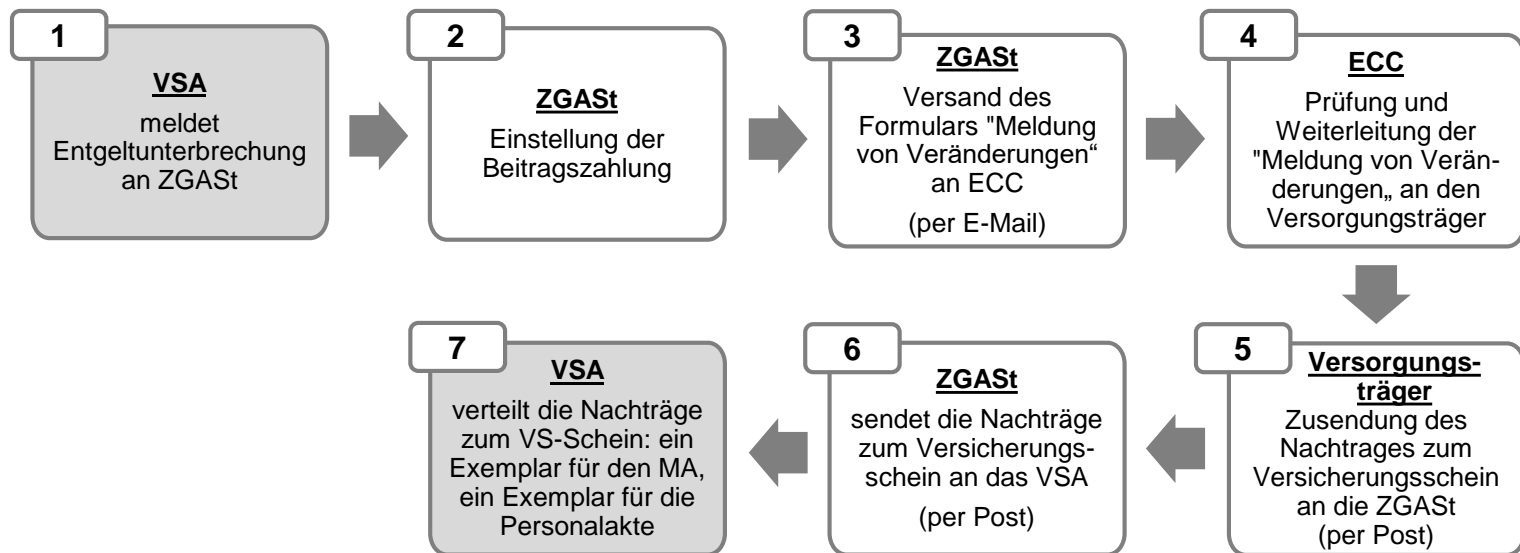 1
VSA
meldet
Entgeltunterbrechung
an ZGASt
2
ZGASt
Einstellung der
Beitragszahlung
3
ZGASt
Versand des
Formulars "Meldung
von Veränderungen“
an ECC
(per E-Mail)
4
ECC
Prüfung und
Weiterleitung der
"Meldung von Verän-
derungen„ an den
Versorgungsträger
5
Versorgungs-
träger
Zusendung des
Nachtrages zum
Versicherungsschein
an die ZGASt
(per Post)
6
ZGASt
sendet die Nachträge
zum Versicherungs-
schein an das VSA
(per Post)
7
VSA
verteilt die Nachträge
zum VS-Schein: ein
Exemplar für den MA,
ein Exemplar für die
Personalakte